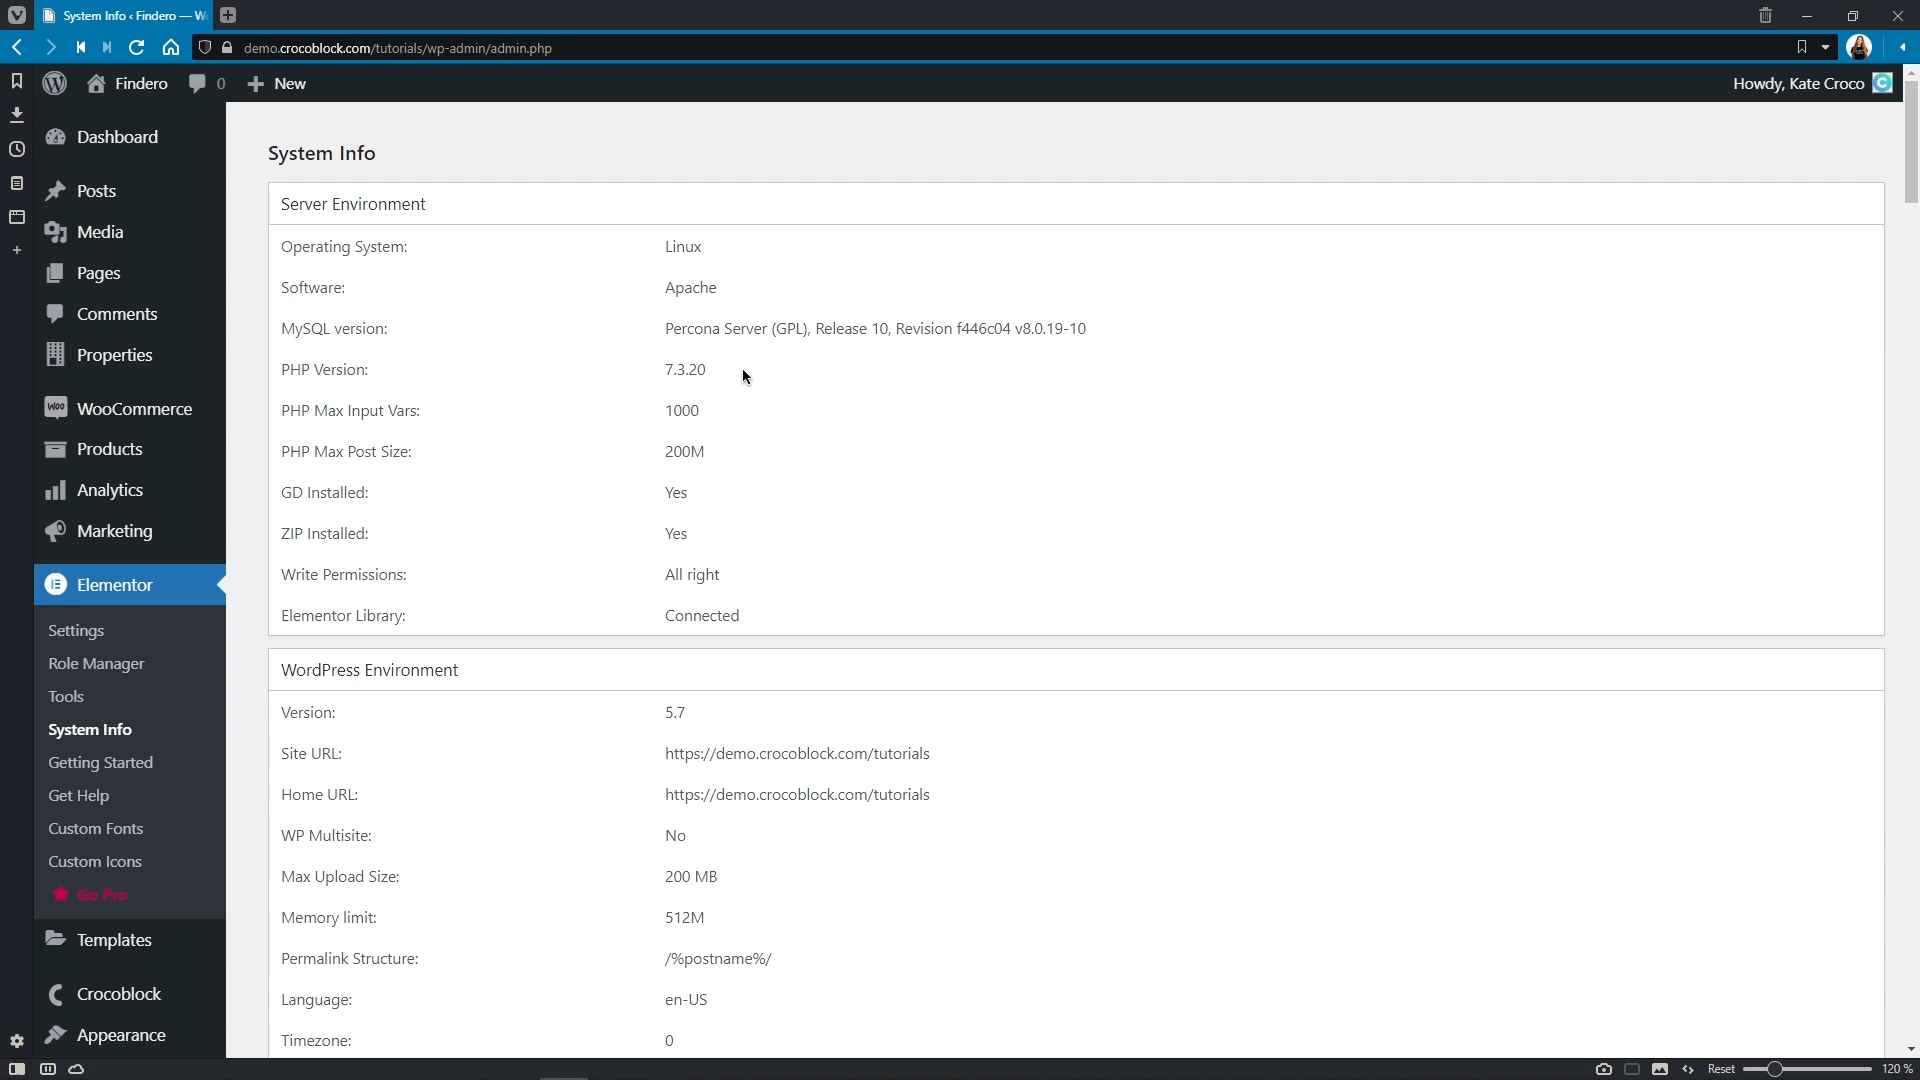 System Info ‹ Findero — W
demo.crocoblock.com/tutorials/wp-admin/admin.php
Findero
0
New
Howdy, Kate Croco
Dashboard
Posts
Media
Pages
Comments
Properties
WooCommerce
Products
Analytics
Marketing
Elementor
Settings
Role Manager
Tools
System Info
Getting Started
Get Help
Custom Fonts
Custom Icons
Go Pro
Templates
Crocoblock
Appearance
System Info
Server Environment
Operating System: Linux
Software: Apache
MySQL version: Percona Server (GPL), Release 10, Revision f446c04 v8.0.19-10
PHP Version: 7.3.20
PHP Max Input Vars: 1000
PHP Max Post Size: 200M
GD Installed: Yes
ZIP Installed: Yes
Write Permissions: All right
Elementor Library: Connected
WordPress Environment
Version: 5.7
Site URL: https://demo.crocoblock.com/tutorials
Home URL: https://demo.crocoblock.com/tutorials
WP Multisite: No
Max Upload Size: 200 MB
Memory limit: 512M
Permalink Structure: /%postname%/
Language: en-US
Timezone: 0
Reset
120 %